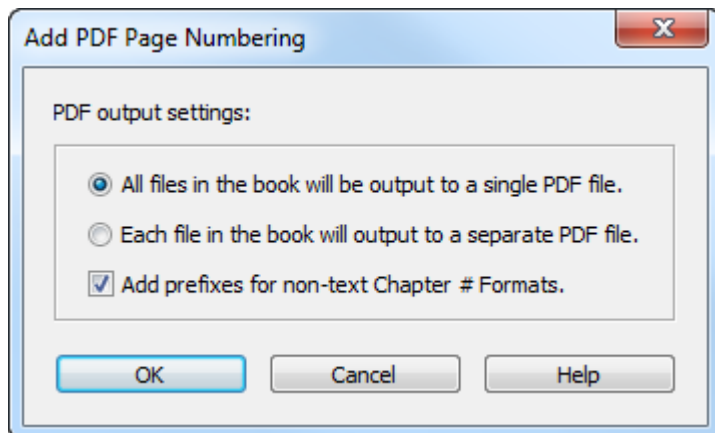 Add PDF Page Numbering
PDF output settings:
All files in the book will be output to a single PDF file.
Each file in the book will output to a separate PDF file.
Add prefixes for non-text Chapter # Formats.
OK Cancel Help